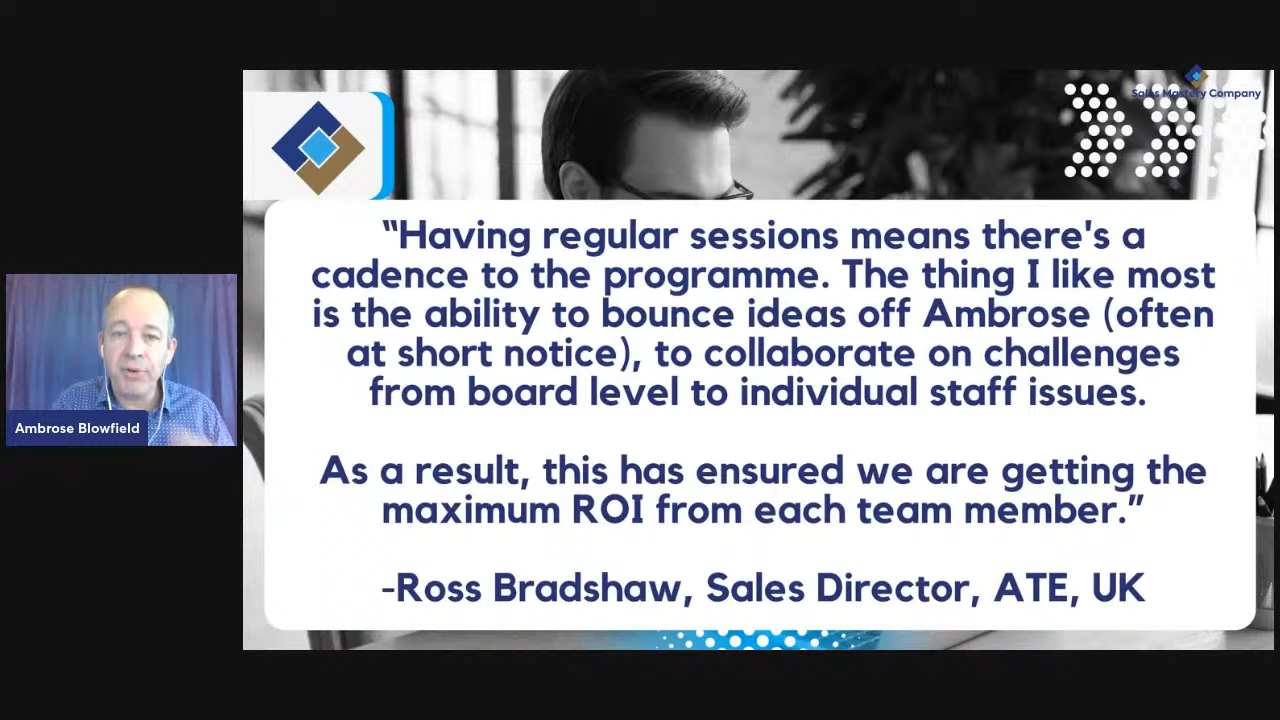 Sales Mastery Company
“Having regular sessions means there's a
cadence to the programme. The thing I like most
is the ability to bounce ideas off Ambrose (often
at short notice), to collaborate on challenges
from board level to individual staff issues.
As a result, this has ensured we are getting the
maximum ROI from each team member.”
-Ross Bradshaw, Sales Director, ATE, UK
Ambrose Blowfield